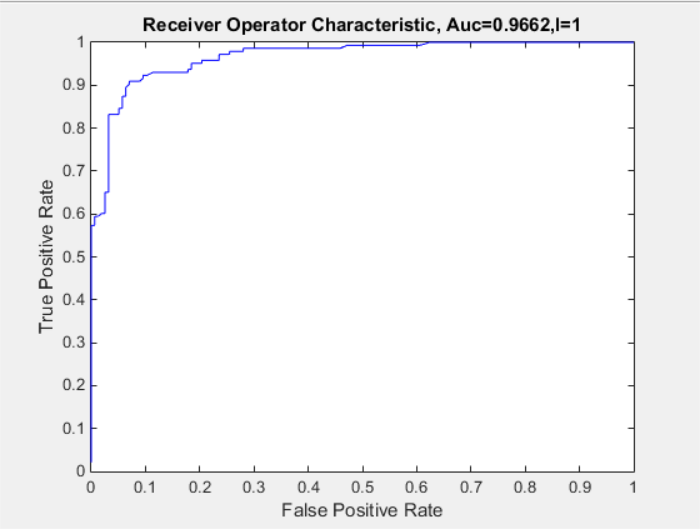 Receiver Operator Characteristic, Auc=0.9662,l=1
1
0.9
0.8
0.7
0.6
0.5
0.4
0.3
0.2
0.1
0
True Positive Rate
0 0.1 0.2 0.3 0.4 0.5 0.6 0.7 0.8 0.9 1
False Positive Rate